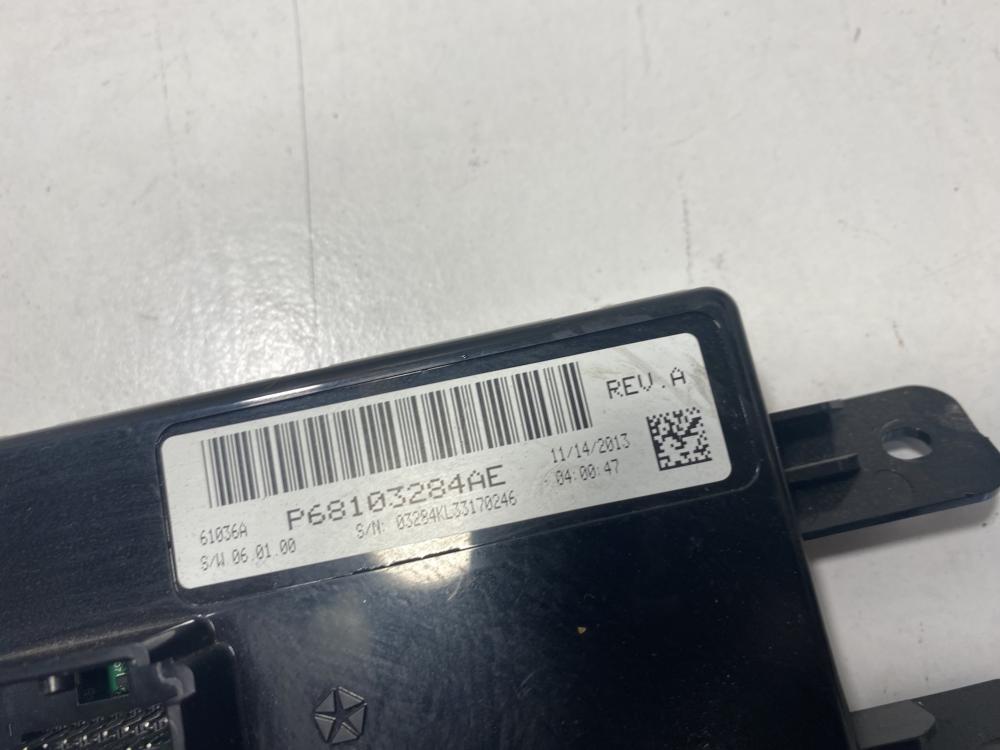 REV.A
11/14/2013
04:00:47
P68103284AE
61036A
S/N: 03284KL33170246
S/W 06.01.00